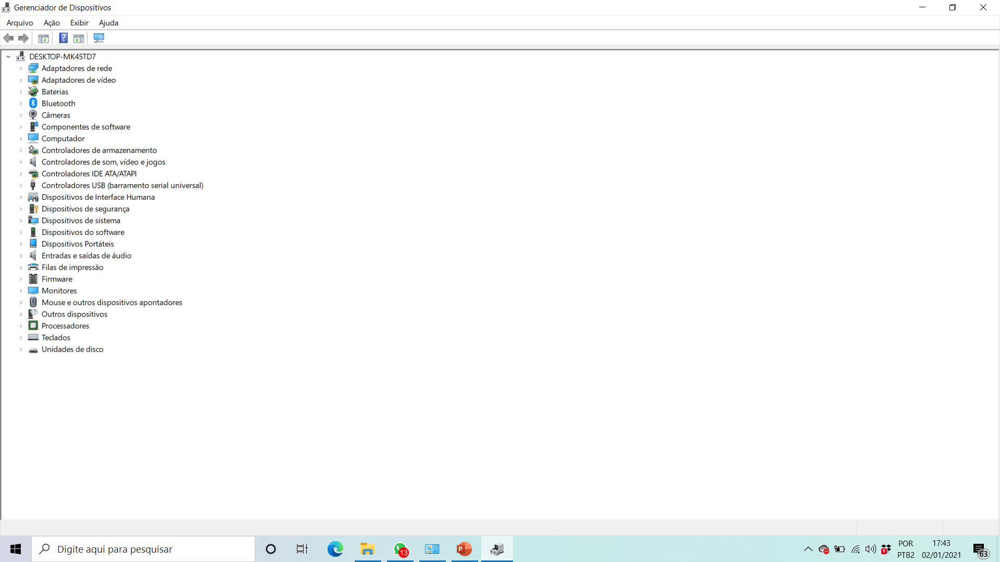 Gerenciador de Dispositivos
Arquivo Ação Exibir Ajuda
DESKTOP-MK45TD7
Adaptadores de rede
Adaptadores de vídeo
Baterias
Bluetooth
Câmeras
Componentes de software
Computador
Controladores de armazenamento
Controladores de som, vídeo e jogos
Controladores IDE ATA/ATAPI
Controladores USB (barramento serial universal)
Dispositivos de Interface Humana
Dispositivos de segurança
Dispositivos de sistema
Dispositivos do software
Dispositivos Portáteis
Entradas e saídas de áudio
Filas de impressão
Firmware
Monitores
Mouse e outros dispositivos apontadores
Outros dispositivos
Processadores
Teclados
Unidades de disco
Digite aqui para pesquisar
13
1
POR
PTB2
17:43
02/01/2021
63